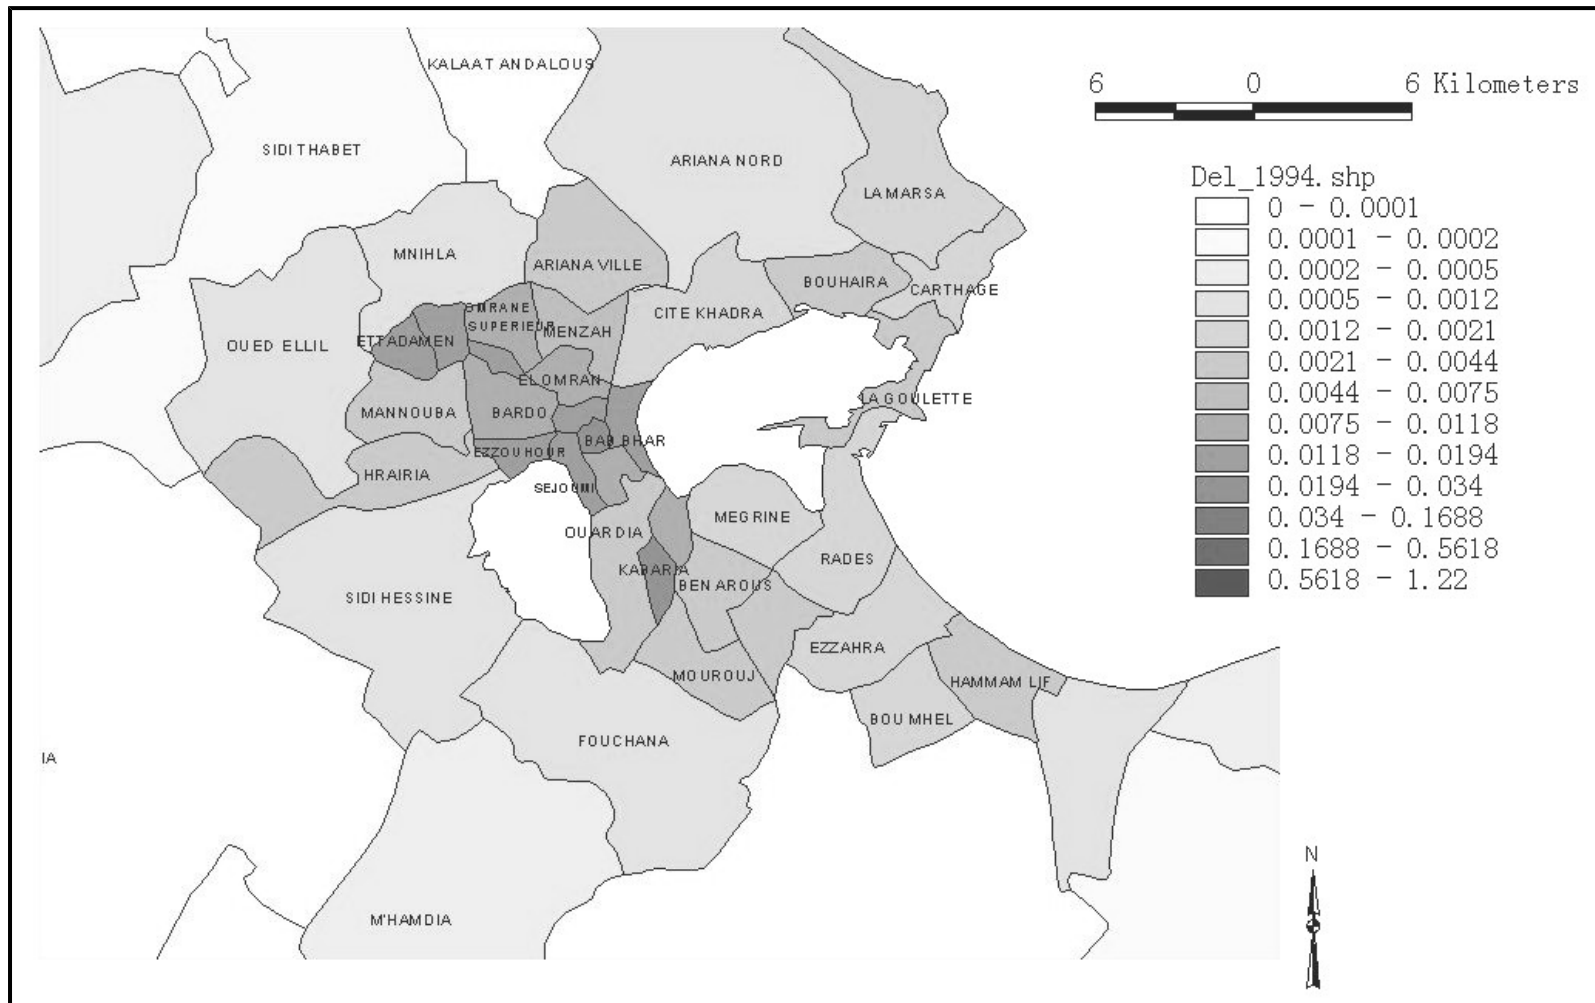 KALAAT ANDALOUS
6 0 6 Kilometers
SIDI THABET
ARIANA NORD
Del_1994.shp
LA MARSA
0 - 0.0001
0.0001 - 0.0002
MNIHLA
ARIANA VILLE
BOUHAIRA
CARTHAGE
0.0002 - 0.0005
0.0005 - 0.0012
SUPERIEUR
MENZAH
CITE KHADRA
0.0012 - 0.0021
OUED ELLIL
ETTADAMEN
0.0021 - 0.0044
EL OMRAN
0.0044 - 0.0075
MANNOUBA
BARDO
LA GOULETTE
0.0075 - 0.0118
BAB BHAR
EZZOUHOUR
0.0118 - 0.0194
HRAIRIA
SEJOUMI
0.0194 - 0.034
MEGRINE
0.034 - 0.1688
OUARDIA
RADES
0.1688 - 0.5618
KABARIA
BEN AROUS
0.5618 - 1.22
SIDI HESSINE
EZZAHRA
MOUROUJ
HAMMAM LIF
BOU MHEL
FOUCHANA
IA
N
M'HAMDIA